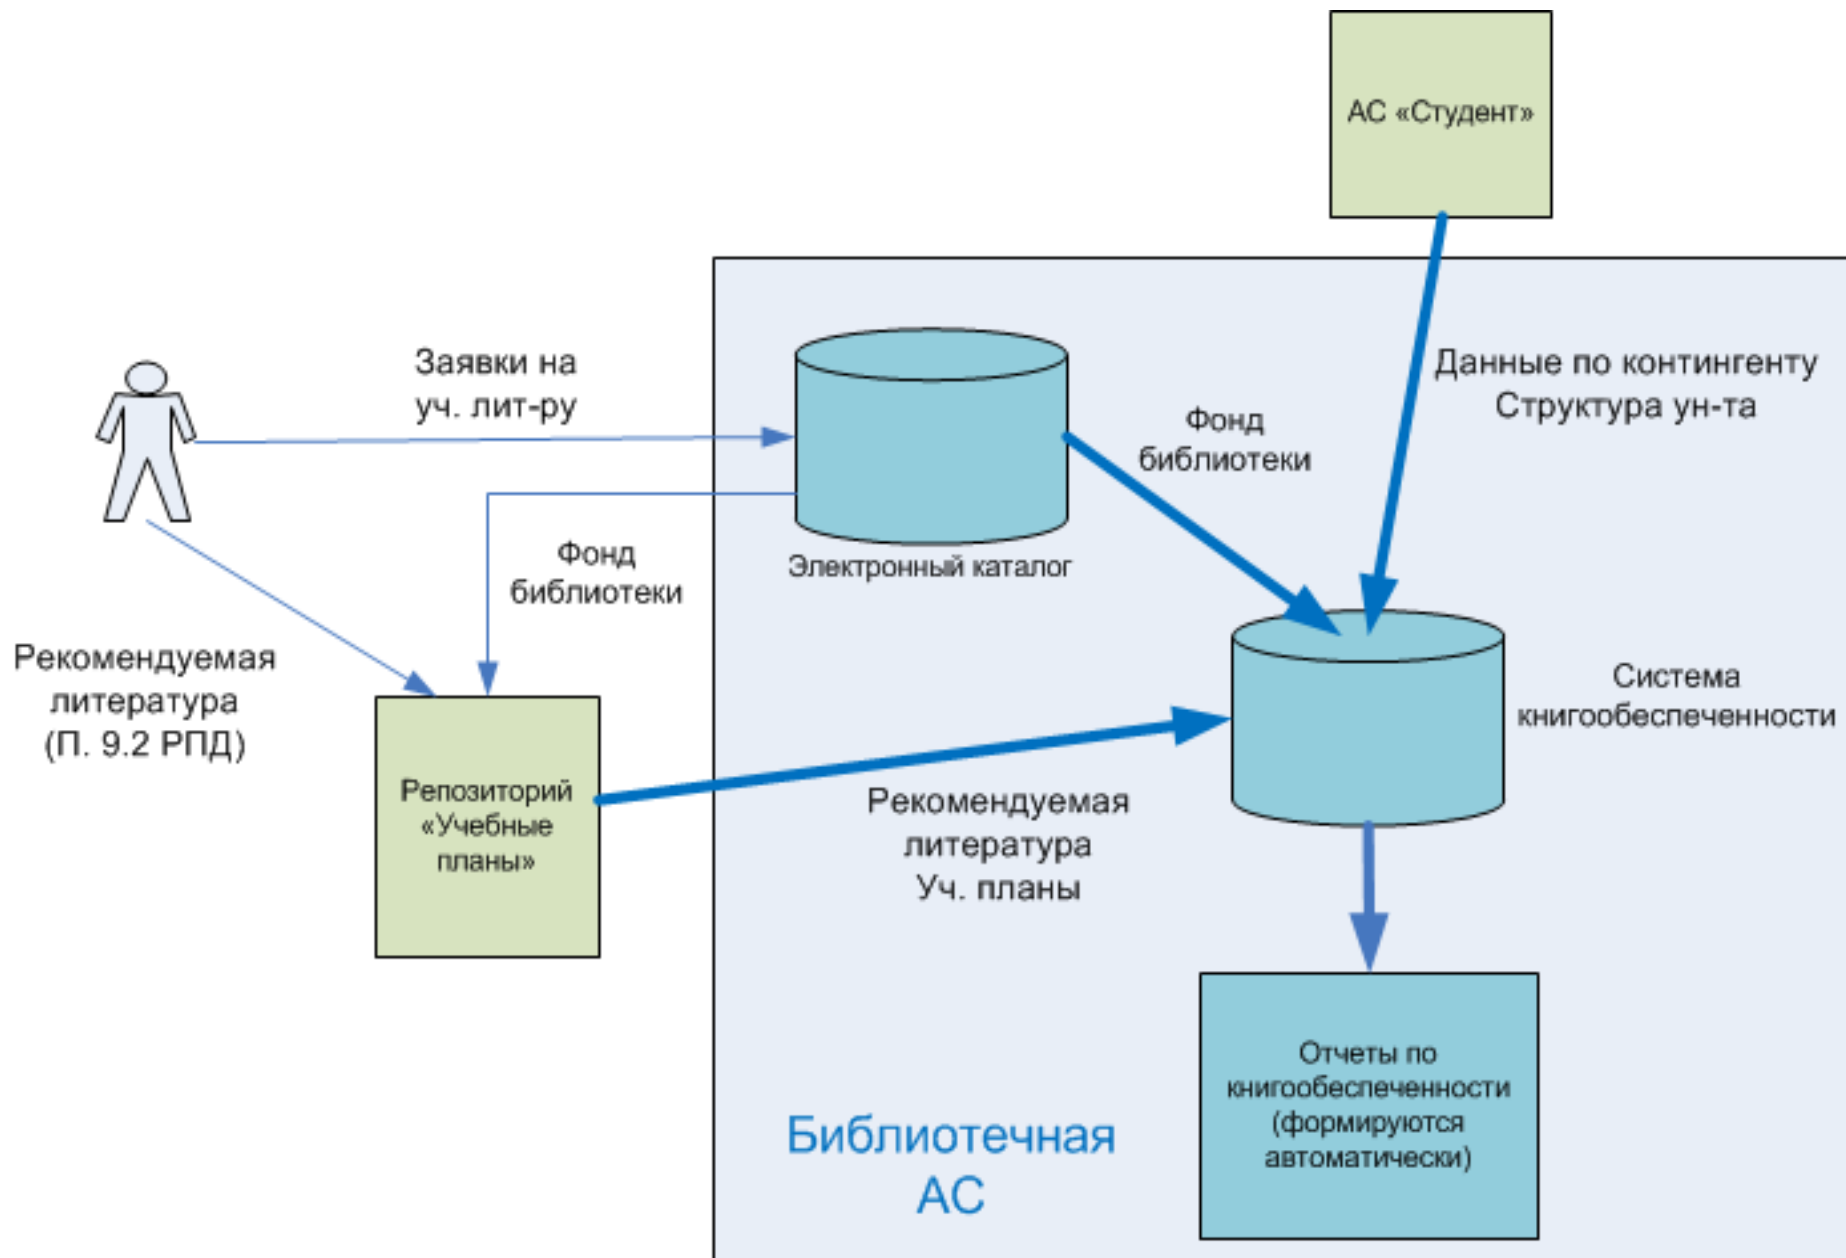 АС «Студент»
Заявки на
уч. лит-ру
Данные по контингенту
Структура ун-та
Фонд
библиотеки
Электронный каталог
Фонд
библиотеки
Рекомендуемая
литература
(П. 9.2 РПД)
Система
книгообеспеченности
Репозиторий
«Учебные
планы»
Рекомендуемая
литература
Уч. планы
Отчеты по
книгообеспеченности
(формируются
автоматически)
Библиотечная
АС